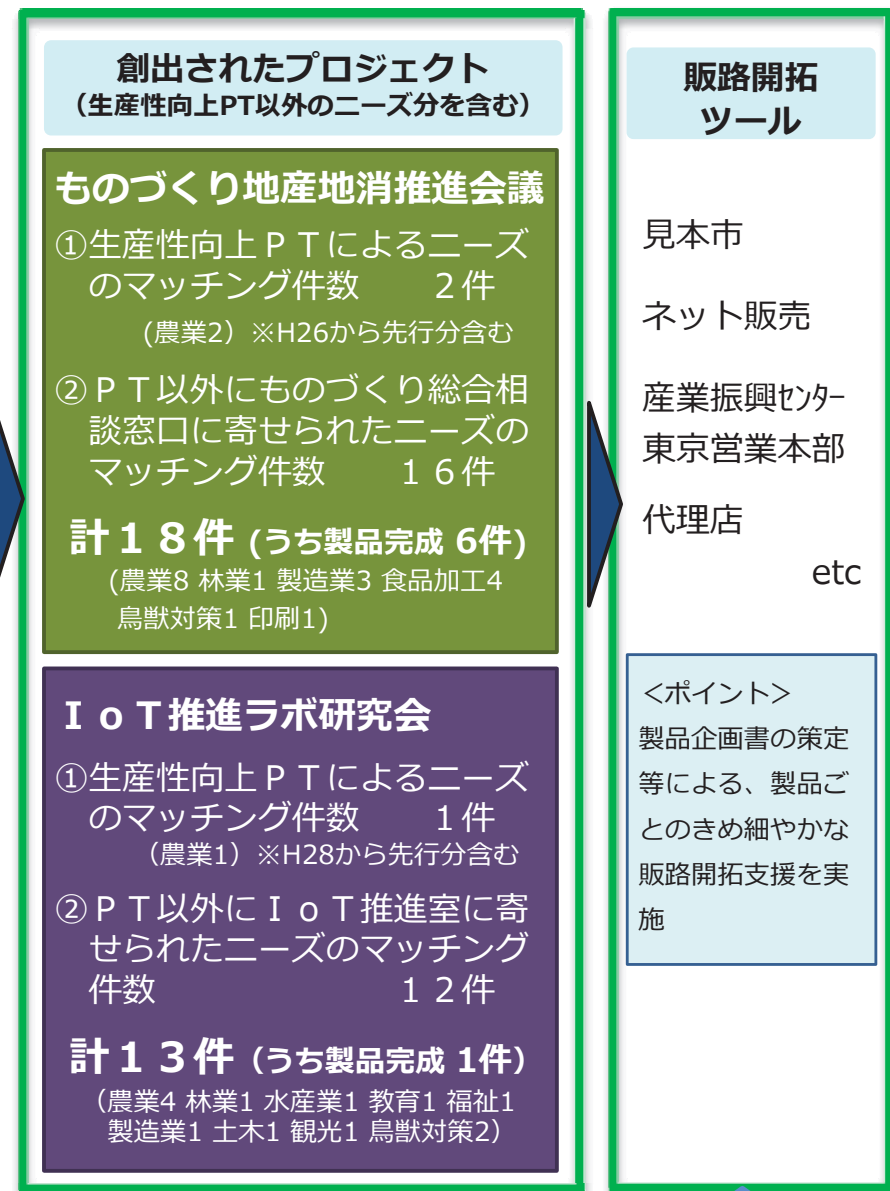 創出されたプロジェクト
（生産性向上PT以外のニーズ分を含む）
ものづくり地産地消推進会議
①生産性向上ＰＴによるニーズ
のマッチング件数　　２件
(農業2）※H26から先行分含む
②ＰＴ以外にものづくり総合相
談窓口に寄せられたニーズの
マッチング件数　　１６件
計１８件 (うち製品完成 6件)
(農業8 林業1 製造業3 食品加工4
鳥獣対策1 印刷1)
ＩｏＴ推進ラボ研究会
①生産性向上ＰＴによるニーズ
のマッチング件数　　１件
（農業1）※H28から先行分含む
②ＰＴ以外にＩｏＴ推進室に寄
せられたニーズのマッチング
件数　　　　　　１２件
計１３件（うち製品完成 1件）
（農業4 林業1 水産業1 教育1 福祉1
製造業1 土木1 観光1 鳥獣対策2）
販路開拓
ツール
見本市
ネット販売
産業振興ｾﾝﾀｰ
東京営業本部
代理店
etc
＜ポイント＞
製品企画書の策定
等による、製品ご
とのきめ細やかな
販路開拓支援を実
施